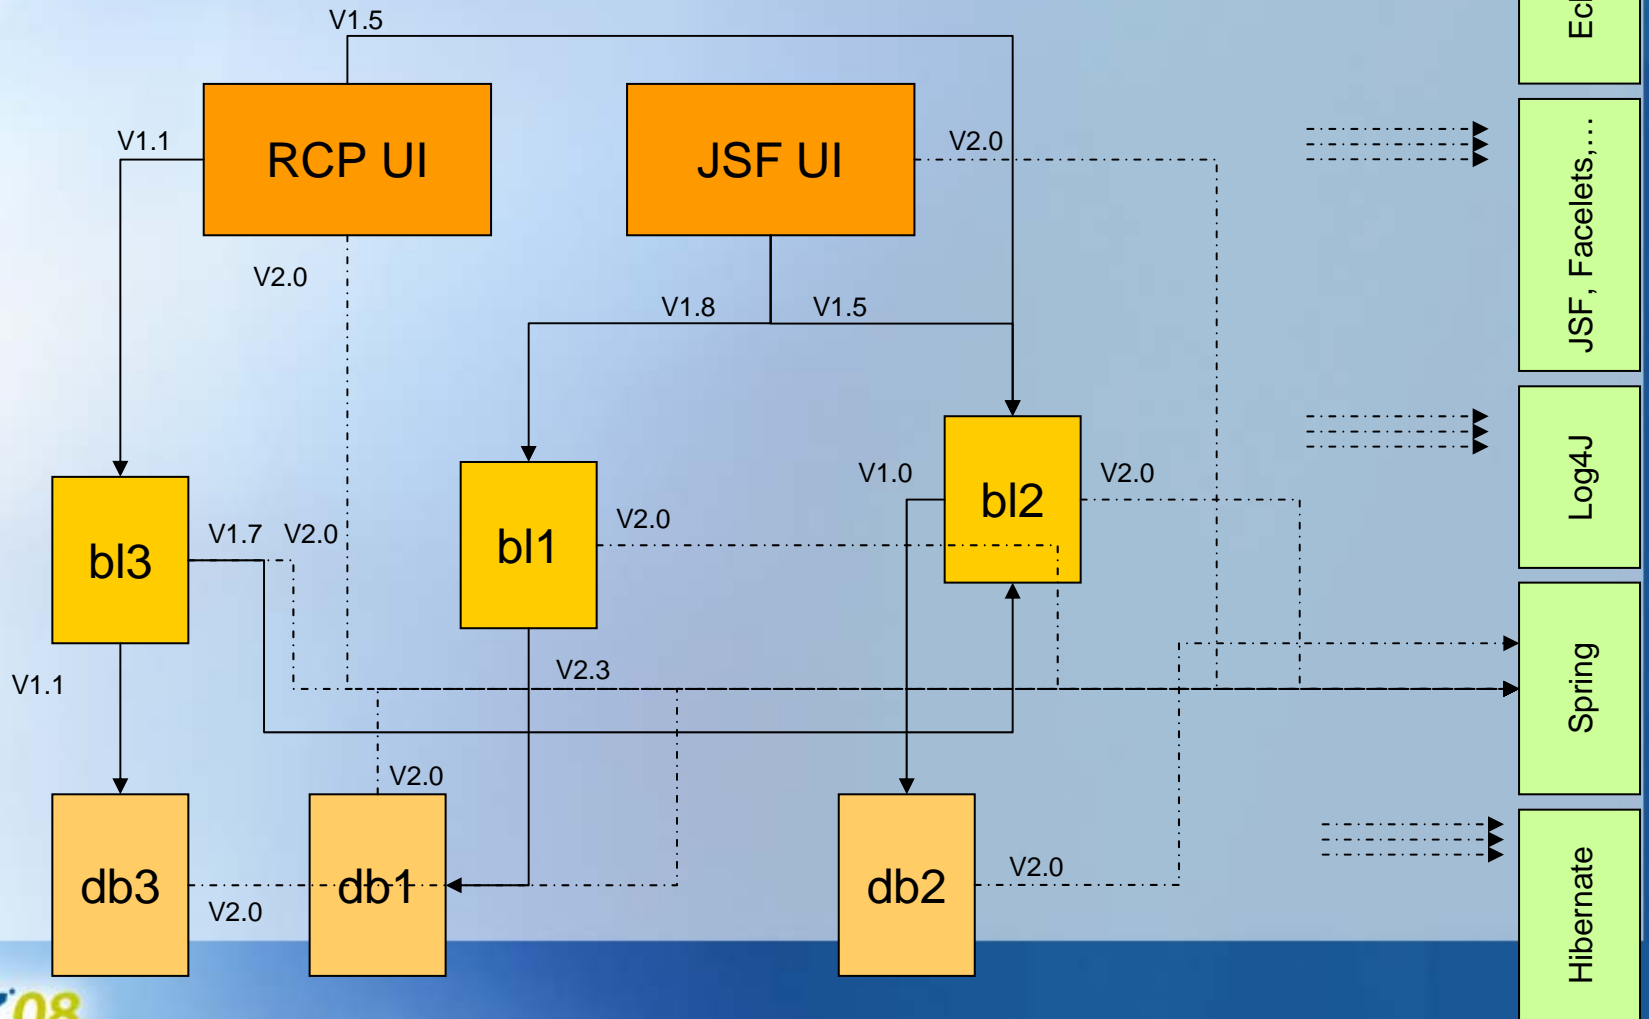 V1.5
V1.1
RCP UI
JSF UI
V2.0
JSF, Facelets,...
V2.0
V1.8
V1.5
Log4J
V1.0
V2.0
bl2
V1.7
V2.0
V2.0
bl1
bl3
Spring
V2.3
V1.1
V2.0
db3
db1
db2
V2.0
V2.0
Hibernate
'08